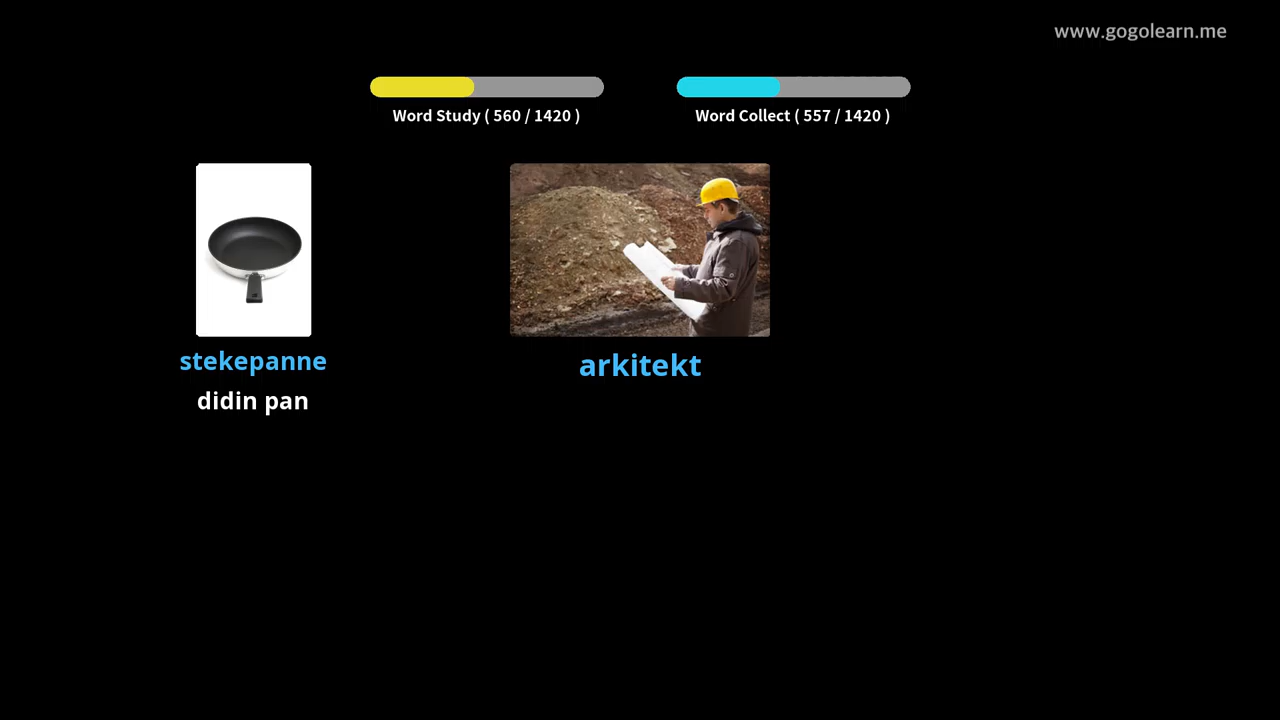 www.gogolearn.me
Word Study ( 560 / 1420 )
Word Collect ( 557 / 1420 )
stekepanne
didin pan
arkitekt